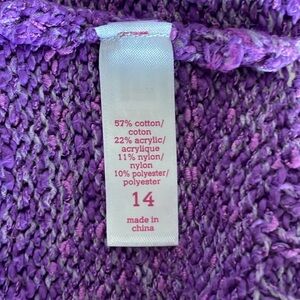 57% cotton/
coton
22% acrylic/
acrylique
11% nylon/
nylon
10% polyester/
polyester
14
made in
china